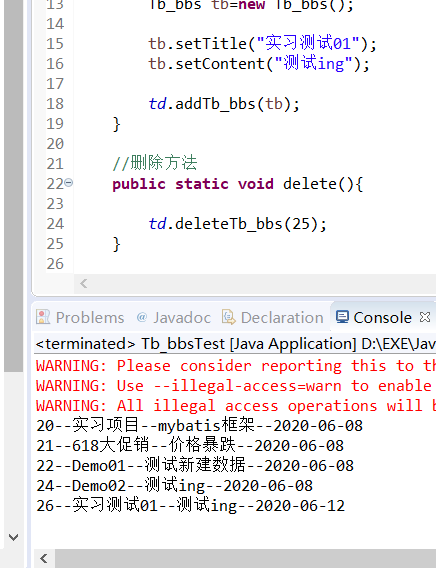 13 Tb_bbs tb=new Tb_bbs();
14
15 tb.setTitle("实习测试01");
16 tb.setContent("测试ing");
17
18 td.addTb_bbs(tb);
19 }
20
21 //删除方法
22 public static void delete(){
23
24 td.deleteTb_bbs(25);
25 }
26
Problems @ Javadoc Declaration Console
<terminated> Tb_bbsTest [Java Application] D:\EXE\Jav
WARNING: Please consider reporting this to th
WARNING: Use --illegal-access=warn to enable
WARNING: All illegal access operations will b
20--实习项目--mybatis框架--2020-06-08
21--618大促销--价格暴跌--2020-06-08
22--Demo01--测试新建数据--2020-06-08
24--Demo02--测试ing--2020-06-08
26--实习测试01--测试ing--2020-06-12